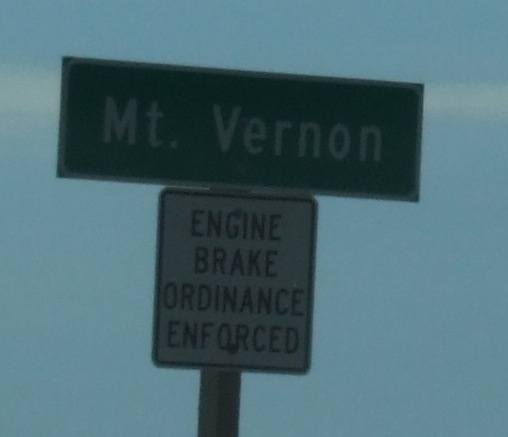 Mt. Vernon
ENGINE
BRAKE
ORDINANCE
ENFORCED